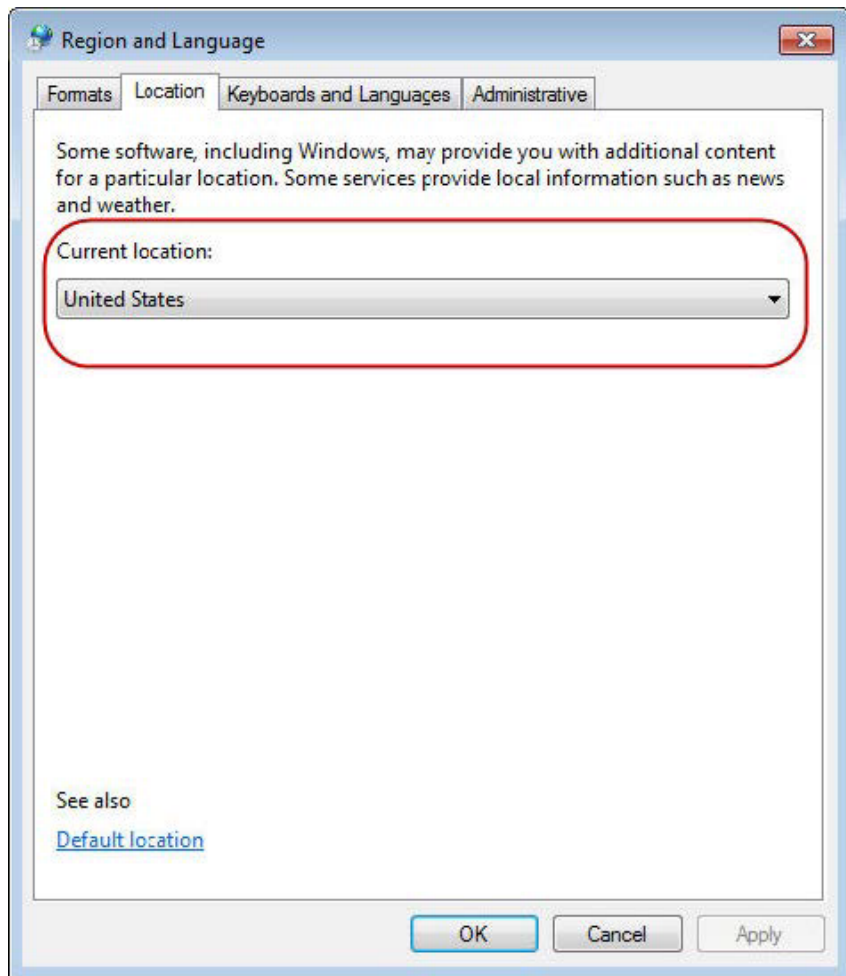 Region and Language
Formats
Location
Keyboards and Languages
Administrative
Some software, including Windows, may provide you with additional content
for a particular location. Some services provide local information such as news
and weather.
Current location:
United States
See also
Default location
OK
Cancel
Apply